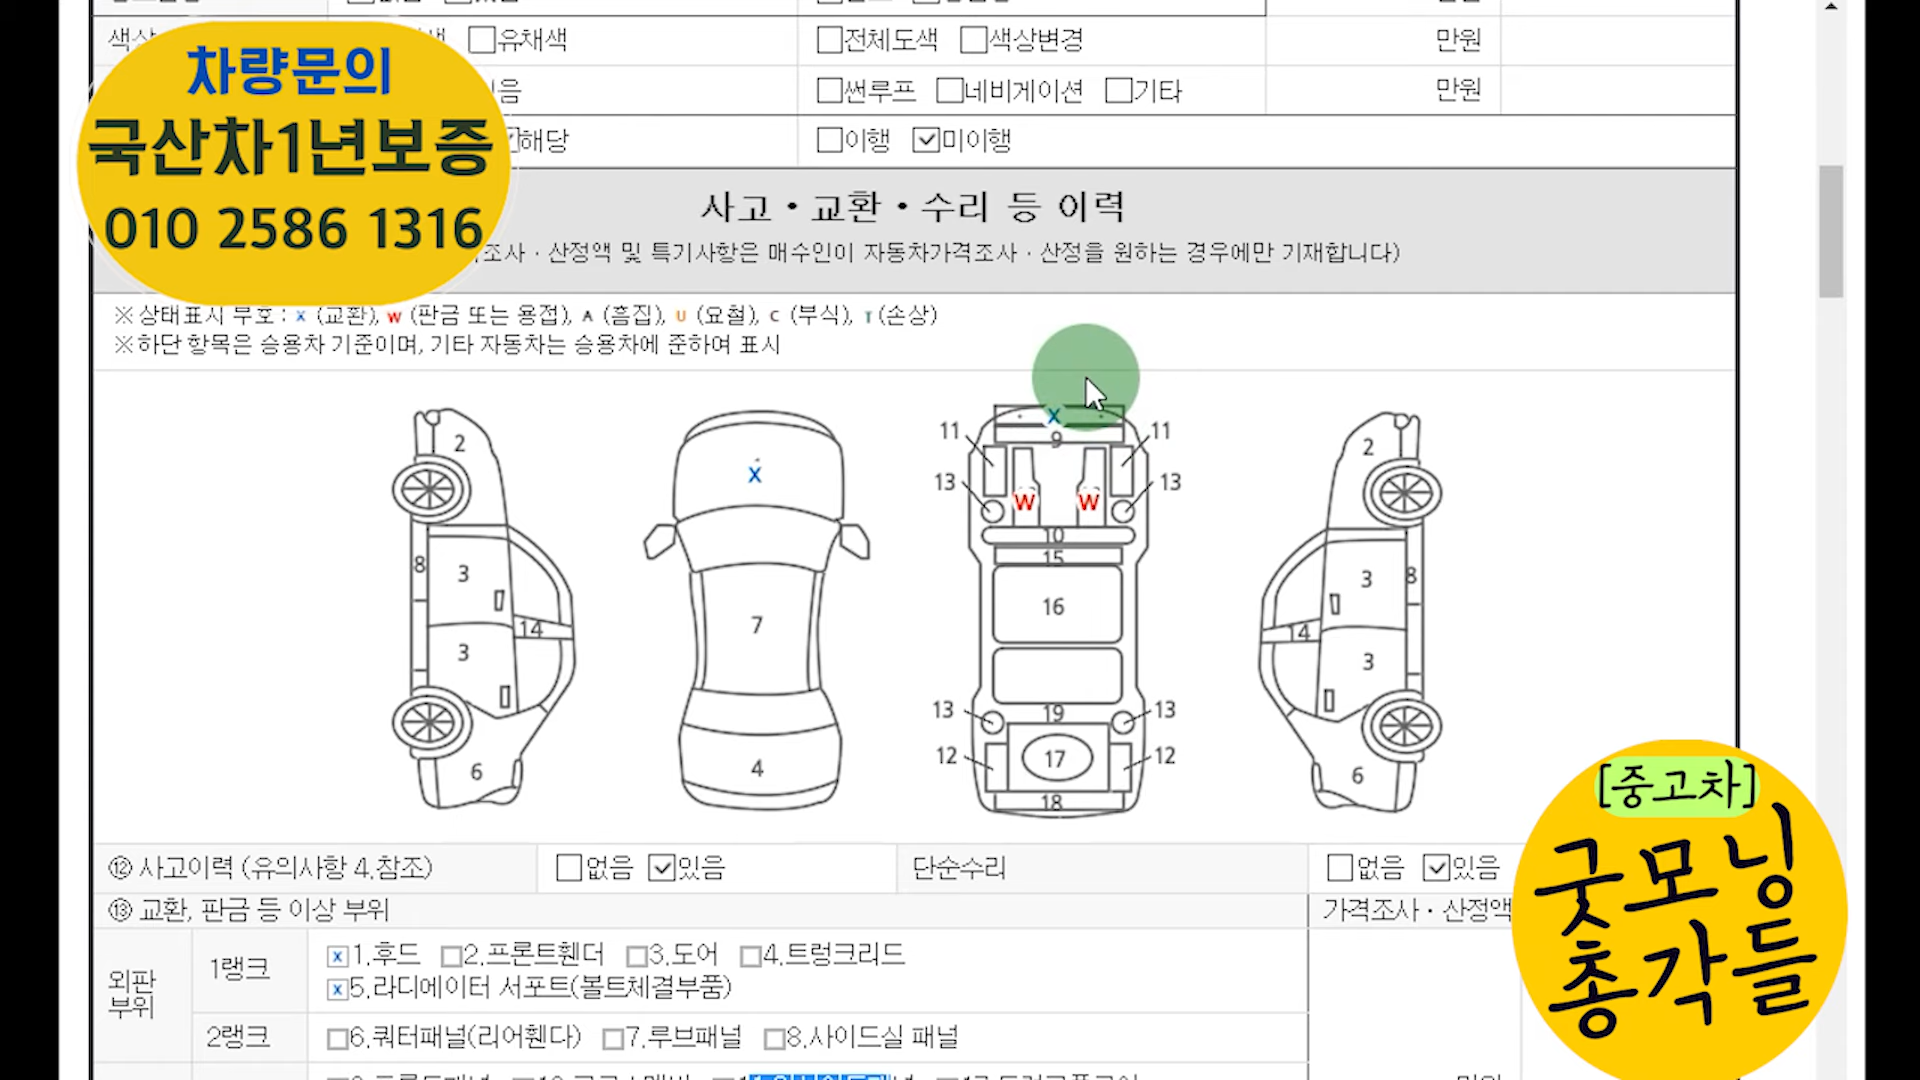 차량문의
국산차1년보증
010 2586 1316
색상
유채색
전체도색 색상변경
만원
썬루프 네비게이션 기타
만원
해당
이행 미이행
사고 • 교환 • 수리 등 이력
조사 · 산정액 및 특기사항은 매수인이 자동차가격조사 · 산정을 원하는 경우에만 기재합니다)
※ 상태표시 부호 : X (교환), W (판금 또는 용접), A (흠집), U (요철), C (부식), T (손상)
※ 하단 항목은 승용차 기준이며, 기타 자동차는 승용차에 준하여 표시
2
8
3
3
14
6
X
7
4
X
9
11
11
13
13
W
W
10
15
16
19
13
13
12
12
17
18
2
8
3
3
14
6
⑫ 사고이력 (유의사항 4.참조)
없음 있음
단순수리
없음 있음
⑬ 교환, 판금 등 이상 부위
가격조사 · 산정액
외판
부위
1랭크
X 1.후드 2.프론트휀더 3.도어 4.트렁크리드
X 5.라디에이터 서포트(볼트체결부품)
2랭크
6.쿼터패널(리어휀다) 7.루브패널 8.사이드실 패널
[중고차]
굿모닝
총각들